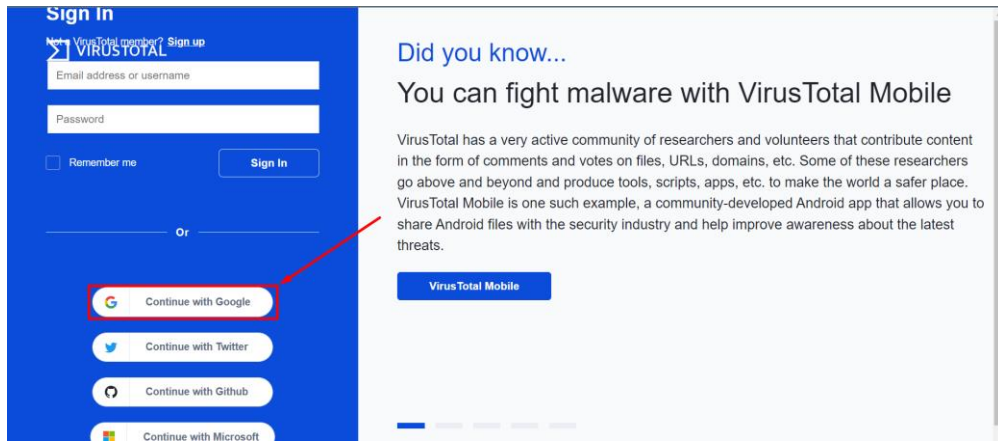 Sign In
Not a VirusTotal member? Sign up
VIRUSTOTAL
Email address or username
Password
Remember me
Sign In
Or
Continue with Google
Continue with Twitter
Continue with Github
Continue with Microsoft
Did you know...
You can fight malware with VirusTotal Mobile
VirusTotal has a very active community of researchers and volunteers that contribute content
in the form of comments and votes on files, URLs, domains, etc. Some of these researchers
go above and beyond and produce tools, scripts, apps, etc. to make the world a safer place.
VirusTotal Mobile is one such example, a community-developed Android app that allows you to
share Android files with the security industry and help improve awareness about the latest
threats.
VirusTotal Mobile